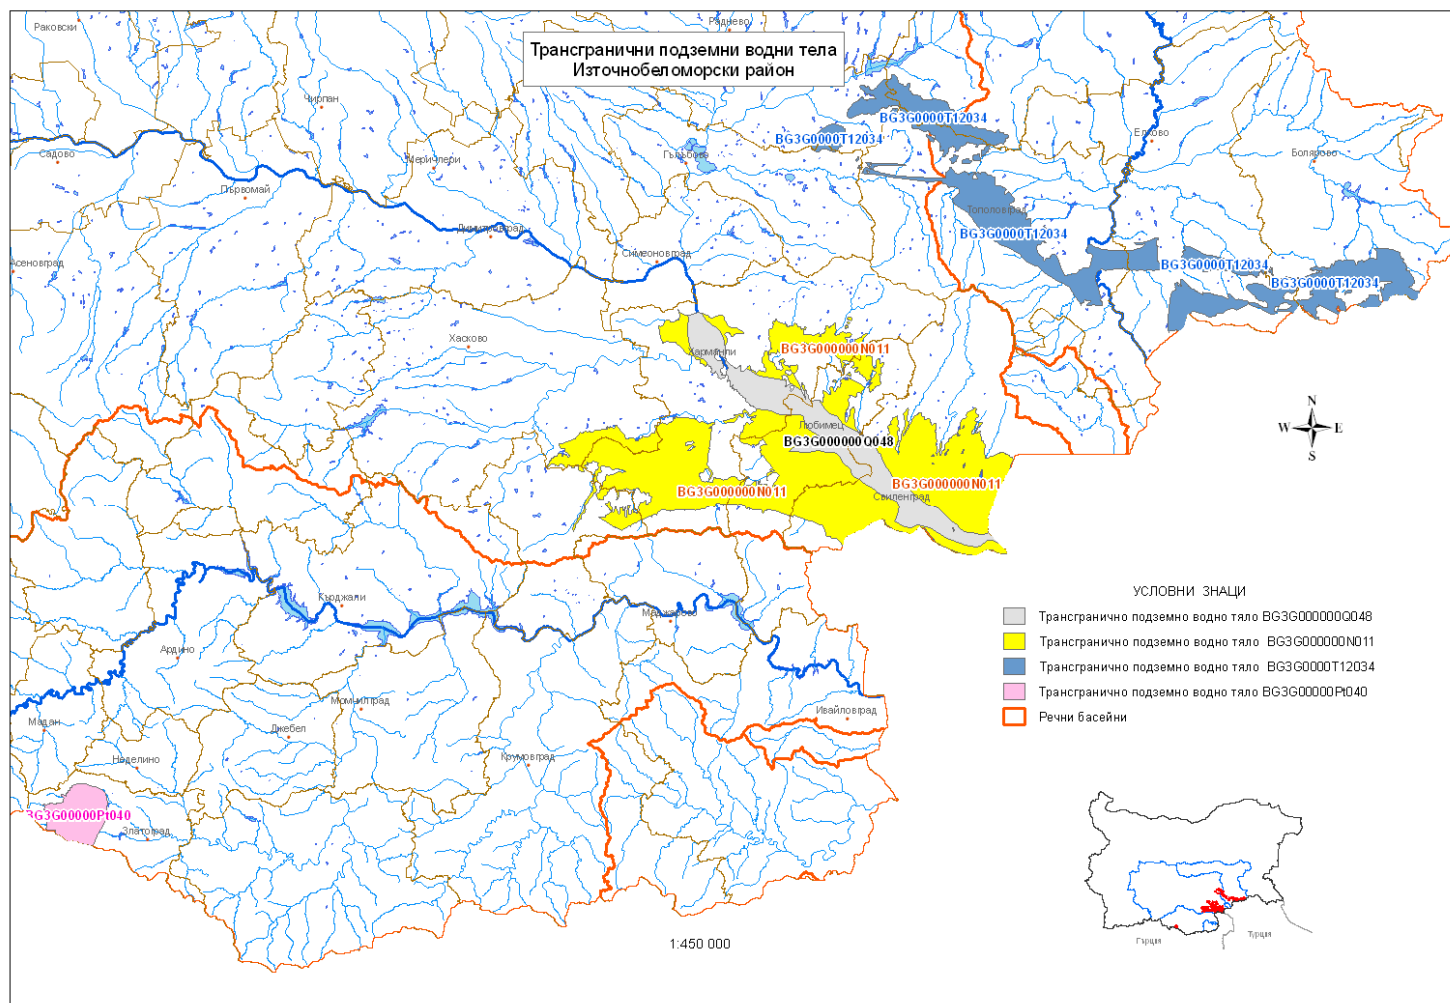 Раковски
Раднево
Трансгранични подземни водни тела
Източнобеломорски район
Чирпан
BG3G0000T12034
BG3G0000T12034
Елхово
Садово
Меричлери
Гълъбово
Болярово
Първомай
Тополовград
BG3G0000T12034
Димитровград
Симеоновград
Асеновград
BG3G0000T12034
BG3G0000T12034
Хасково
Харманли
BG3G000000N011
N
W E
S
Любимец
BG3G000000Q048
BG3G000000N011
BG3G000000N011
Свиленград
УСЛОВНИ ЗНАЦИ
Трансгранично подземно водно тяло BG3G000000Q048
Трансгранично подземно водно тяло BG3G000000N011
Трансгранично подземно водно тяло BG3G0000T12034
Трансгранично подземно водно тяло BG3G00000Pt040
Речни басейни
Кърджали
Маджарово
Ардино
Момчилград
Ивайловград
Мадан
Джебел
Неделино
Крумовград
BG3G00000Pt040
Златоград
1:450 000
Гърция
Турция